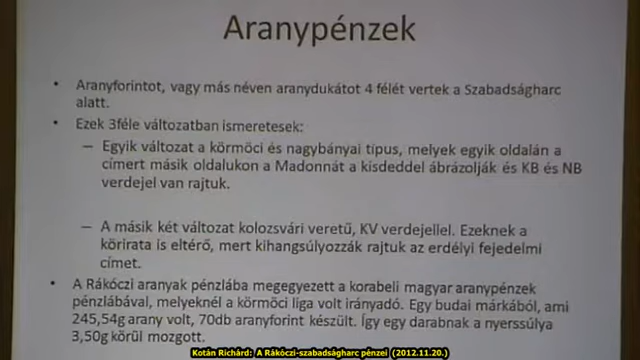 Aranypénzek
• Aranyforintot, vagy más néven aranydukátot 4 félét vertek a Szabadságharc
alatt.
• Ezek 3féle változatban ismeretesek:
– Egyik változat a körmöci és nagybányai típus, melyek egyik oldalán a
címert másik oldalukon a Madonnát a kisdeddel ábrázolják és KB és NB
verdejel van rajtuk.
– A másik két változat kolozsvári veretű, KV verdejellel. Ezeknek a
körirata is eltérő, mert kihangsúlyozzák rajtuk az erdélyi fejedelmi
címet.
• A Rákóczi aranyak pénzlába megegyezett a korabeli magyar aranypénzek
pénzlábával, melyeknél a körmöci liga volt irányadó. Egy budai márkából, ami
245,54g arany volt, 70db aranyforint készült. Így egy darabnak a nyerssúlya
3,50g körül mozgott.
Kotán Richárd: A Rákóczi-szabadságharc pénzei (2012.11.20.)